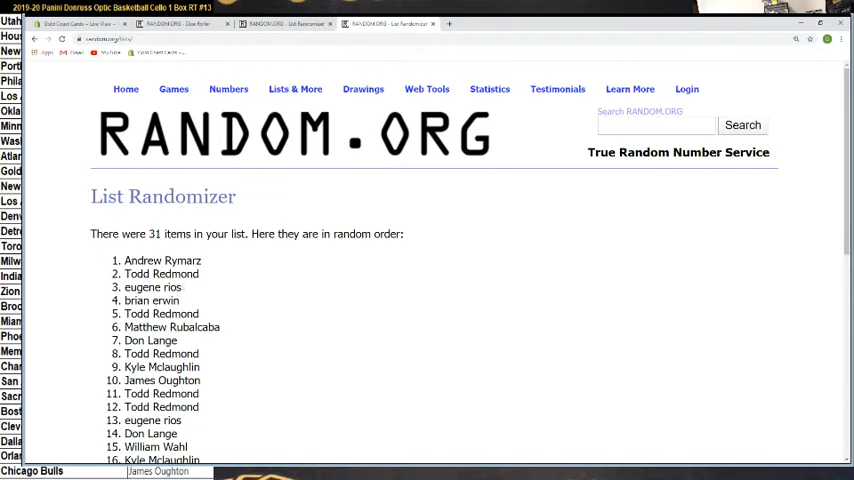 2019-20 Panini Donruss Optic Basketball Cello 1 Box RT #13
Gold Coast Cards — Live View —
RANDOM.ORG - Dice Roller
RANDOM.ORG - List Randomizer
RANDOM.ORG - List Randomizer
random.org/lists/
Apps
Gmail
YouTube
Gold Coast Cards —
Home
Games
Numbers
Lists & More
Drawings
Web Tools
Statistics
Testimonials
Learn More
Login
RANDOM.ORG
Search RANDOM.ORG
Search
True Random Number Service
List Randomizer
There were 31 items in your list. Here they are in random order:
1. Andrew Rymarz
2. Todd Redmond
3. eugene rios
4. brian erwin
5. Todd Redmond
6. Matthew Rubalcaba
7. Don Lange
8. Todd Redmond
9. Kyle Mclaughlin
10. James Oughton
11. Todd Redmond
12. Todd Redmond
13. eugene rios
14. Don Lange
15. William Wahl
16. Kyle Mclaughlin
Utah
Hous
New
Portl
Phila
Los A
Okla
Minn
Wash
Atlan
Gold
New
Los A
Denv
Detro
Toro
Milw
India
Zion
Broo
Miam
Phoe
Mem
Char
San A
Sacr
Bost
Clev
Dalla
Orlan
Chicago Bulls
James Oughton